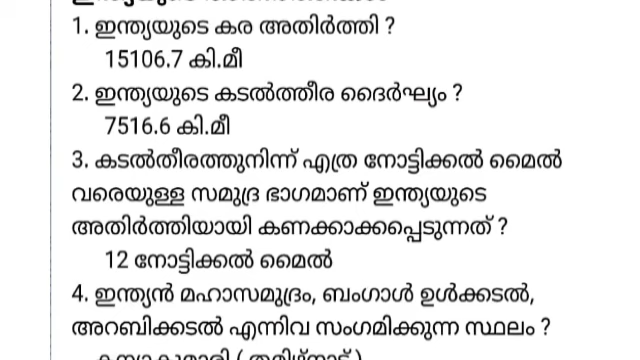 1. ഇന്ത്യയുടെ കര അതിർത്തി ?
15106.7 കി.മീ
2. ഇന്ത്യയുടെ കടൽത്തീര ദൈർഘ്യം ?
7516.6 കി.മീ
3. കടൽതീരത്തുനിന്ന് എത്ര നോട്ടിക്കൽ മൈൽ
വരെയുള്ള സമുദ്ര ഭാഗമാണ് ഇന്ത്യയുടെ
അതിർത്തിയായി കണക്കാക്കപ്പെടുന്നത് ?
12 നോട്ടിക്കൽ മൈൽ
4. ഇന്ത്യൻ മഹാസമുദ്രം, ബംഗാൾ ഉൾക്കടൽ,
അറബിക്കടൽ എന്നിവ സംഗമിക്കുന്ന സ്ഥലം ?
കന്യാകുമാരി ( തമിഴ്നാട് )